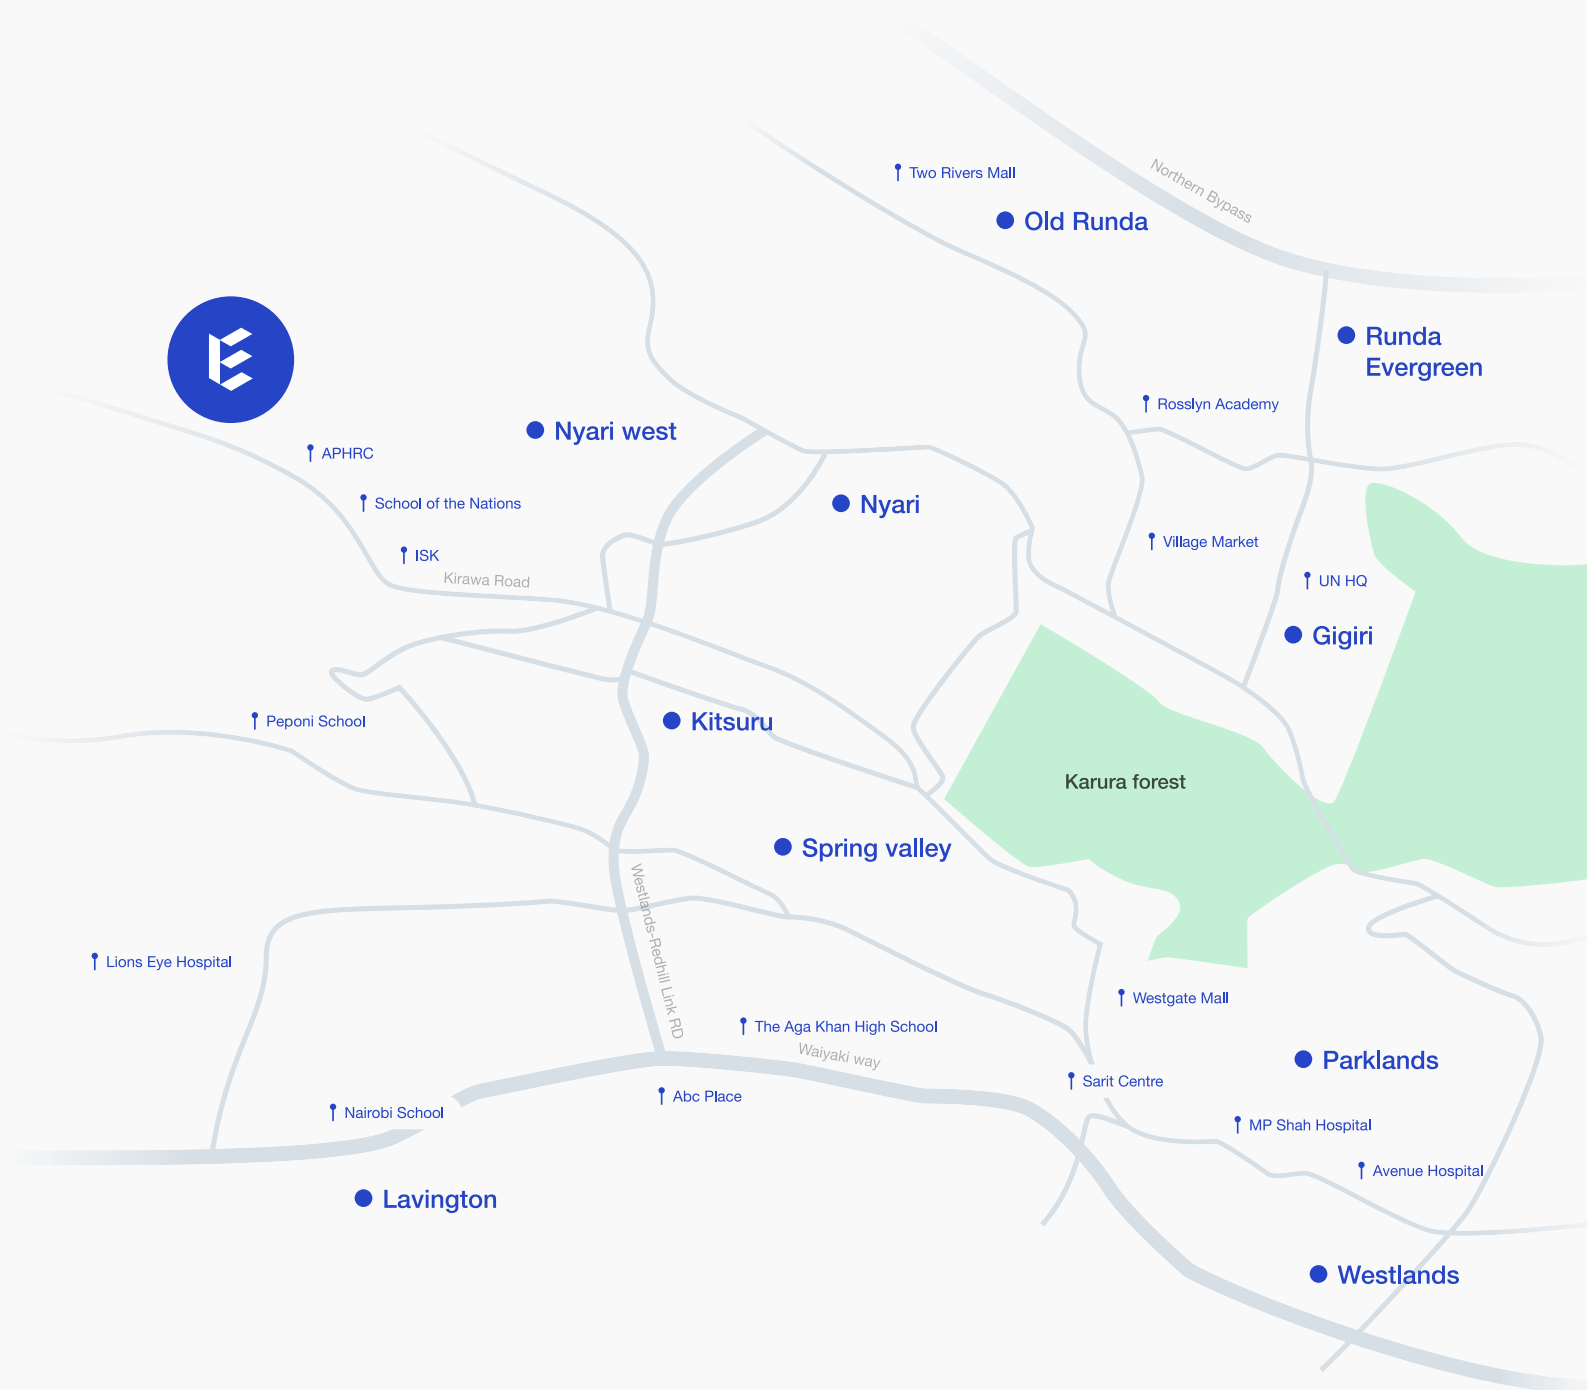 Northern Bypass
Two Rivers Mall
Old Runda
Runda
Evergreen
Rosslyn Academy
Nyari west
APHRC
School of the Nations
Nyari
ISK
Village Market
Kirawa Road
UN HQ
Gigiri
Peponi School
Kitsuru
Karura forest
Spring valley
Westlands-Redhill Link RD
Lions Eye Hospital
Westgate Mall
The Aga Khan High School
Waiyaki way
Parklands
Sarit Centre
Abc Place
Nairobi School
MP Shah Hospital
Avenue Hospital
Lavington
Westlands